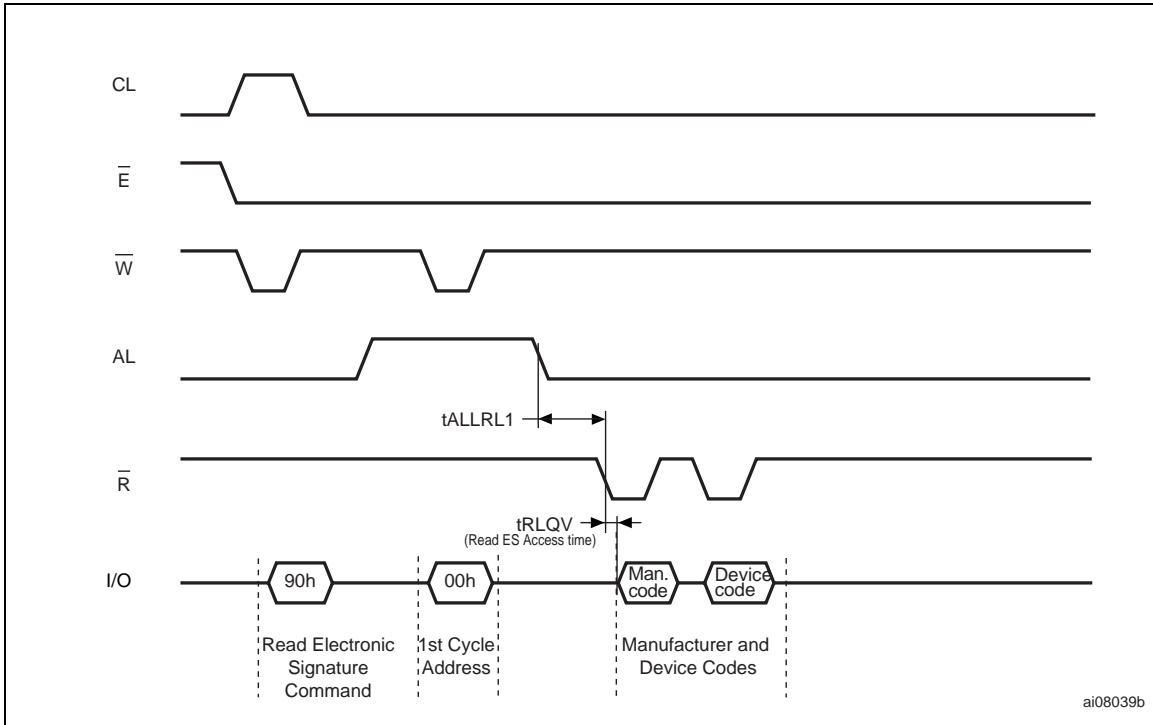 CL
E
W
AL
tALLRL1
R
tRLQV
(Read ES Access time)
I/O
90h
00h
Man.
code
Device
code
Read Electronic
Signature
Command
1st Cycle
Address
Manufacturer and
Device Codes
ai08039b